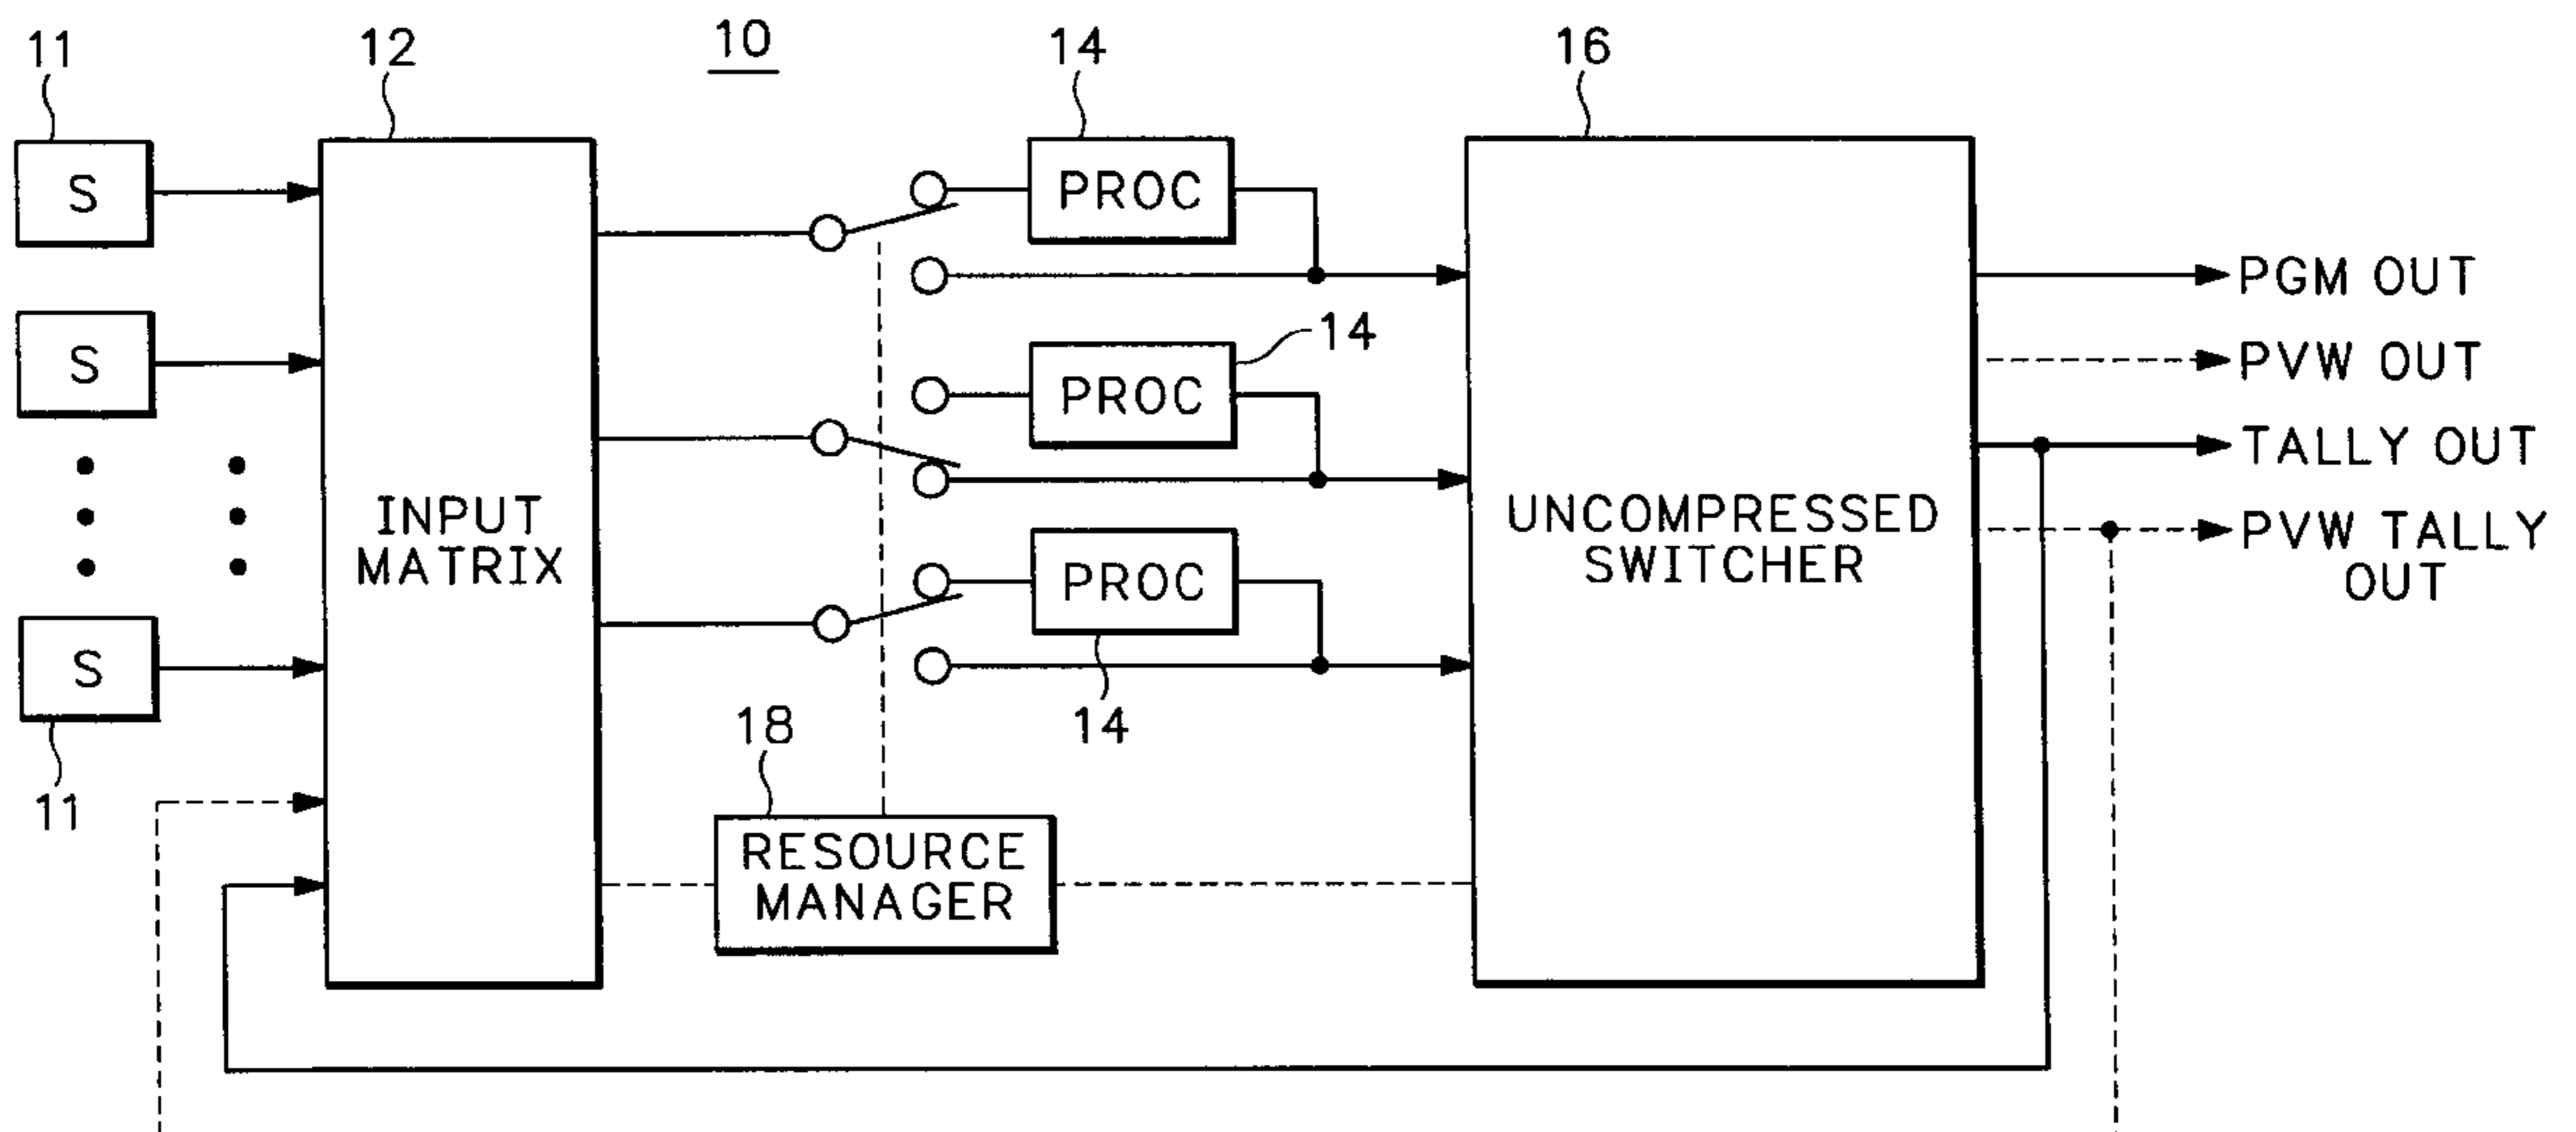 10
11
12
14
16
S
PROC
PGM OUT
S
14
PROC
PVW OUT
TALLY OUT
INPUT
MATRIX
UNCOMPRESSED
SWITCHER
PVW TALLY
OUT
PROC
S
14
11
18
RESOURCE
MANAGER